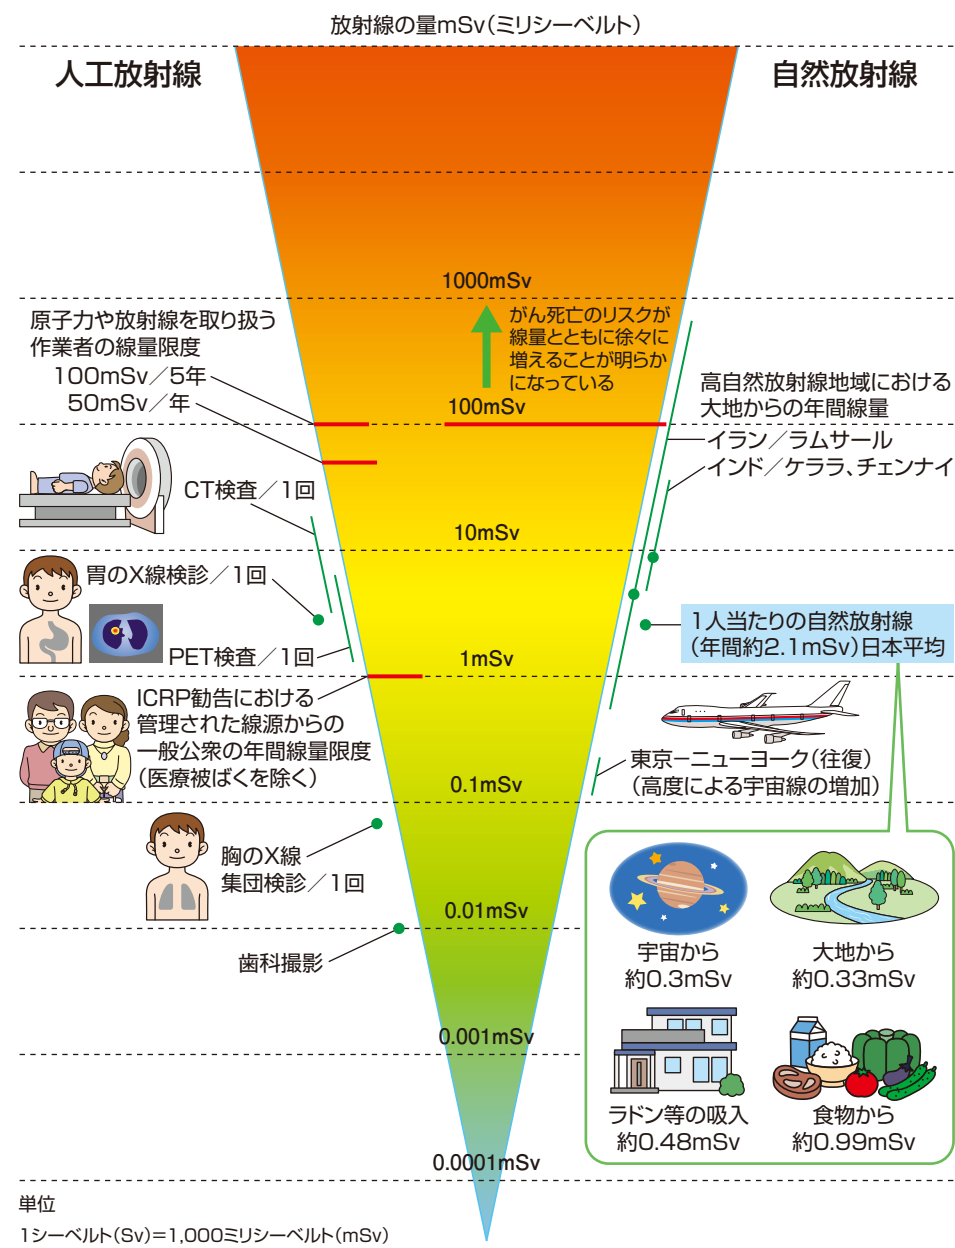 放射線の量mSv（ミリシーベルト）
人工放射線
自然放射線
1000mSv
がん死亡のリスクが
線量とともに徐々に
増えることが明らか
になっている
原子力や放射線を取り扱う
作業者の線量限度
100mSv／5年
50mSv／年
100mSv
高自然放射線地域における
大地からの年間線量
イラン／ラムサール
インド／ケララ、チェンナイ
CT検査／1回
10mSv
胃のX線検診／1回
PET検査／1回
1mSv
1人当たりの自然放射線
（年間約2.1mSv）日本平均
ICRP勧告における
管理された線源からの
一般公衆の年間線量限度
（医療被ばくを除く）
東京－ニューヨーク（往復）
（高度による宇宙線の増加）
0.1mSv
胸のX線
集団検診／1回
0.01mSv
歯科撮影
宇宙から
約0.3mSv
大地から
約0.33mSv
0.001mSv
ラドン等の吸入
約0.48mSv
食物から
約0.99mSv
0.0001mSv
単位
1シーベルト（Sv）＝1,000ミリシーベルト（mSv）